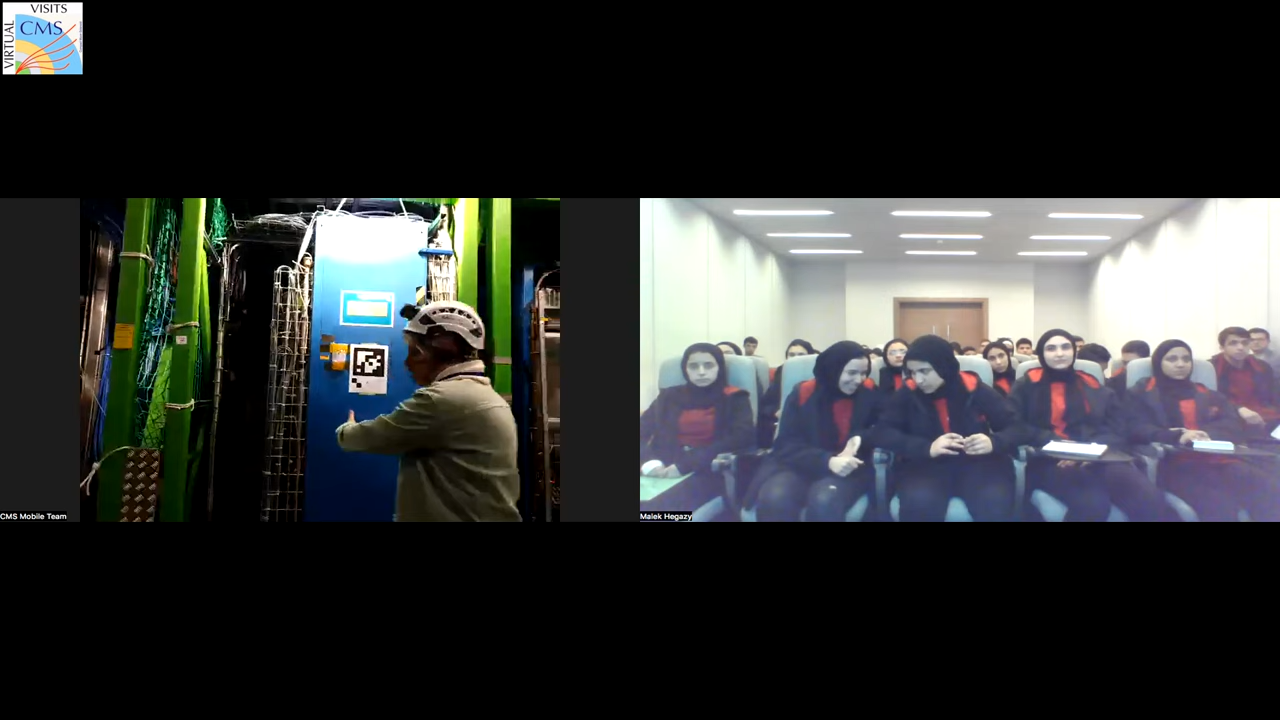 VISITS
CMS
VIRTUAL
CMS Mobile Team
Malek Hegazy